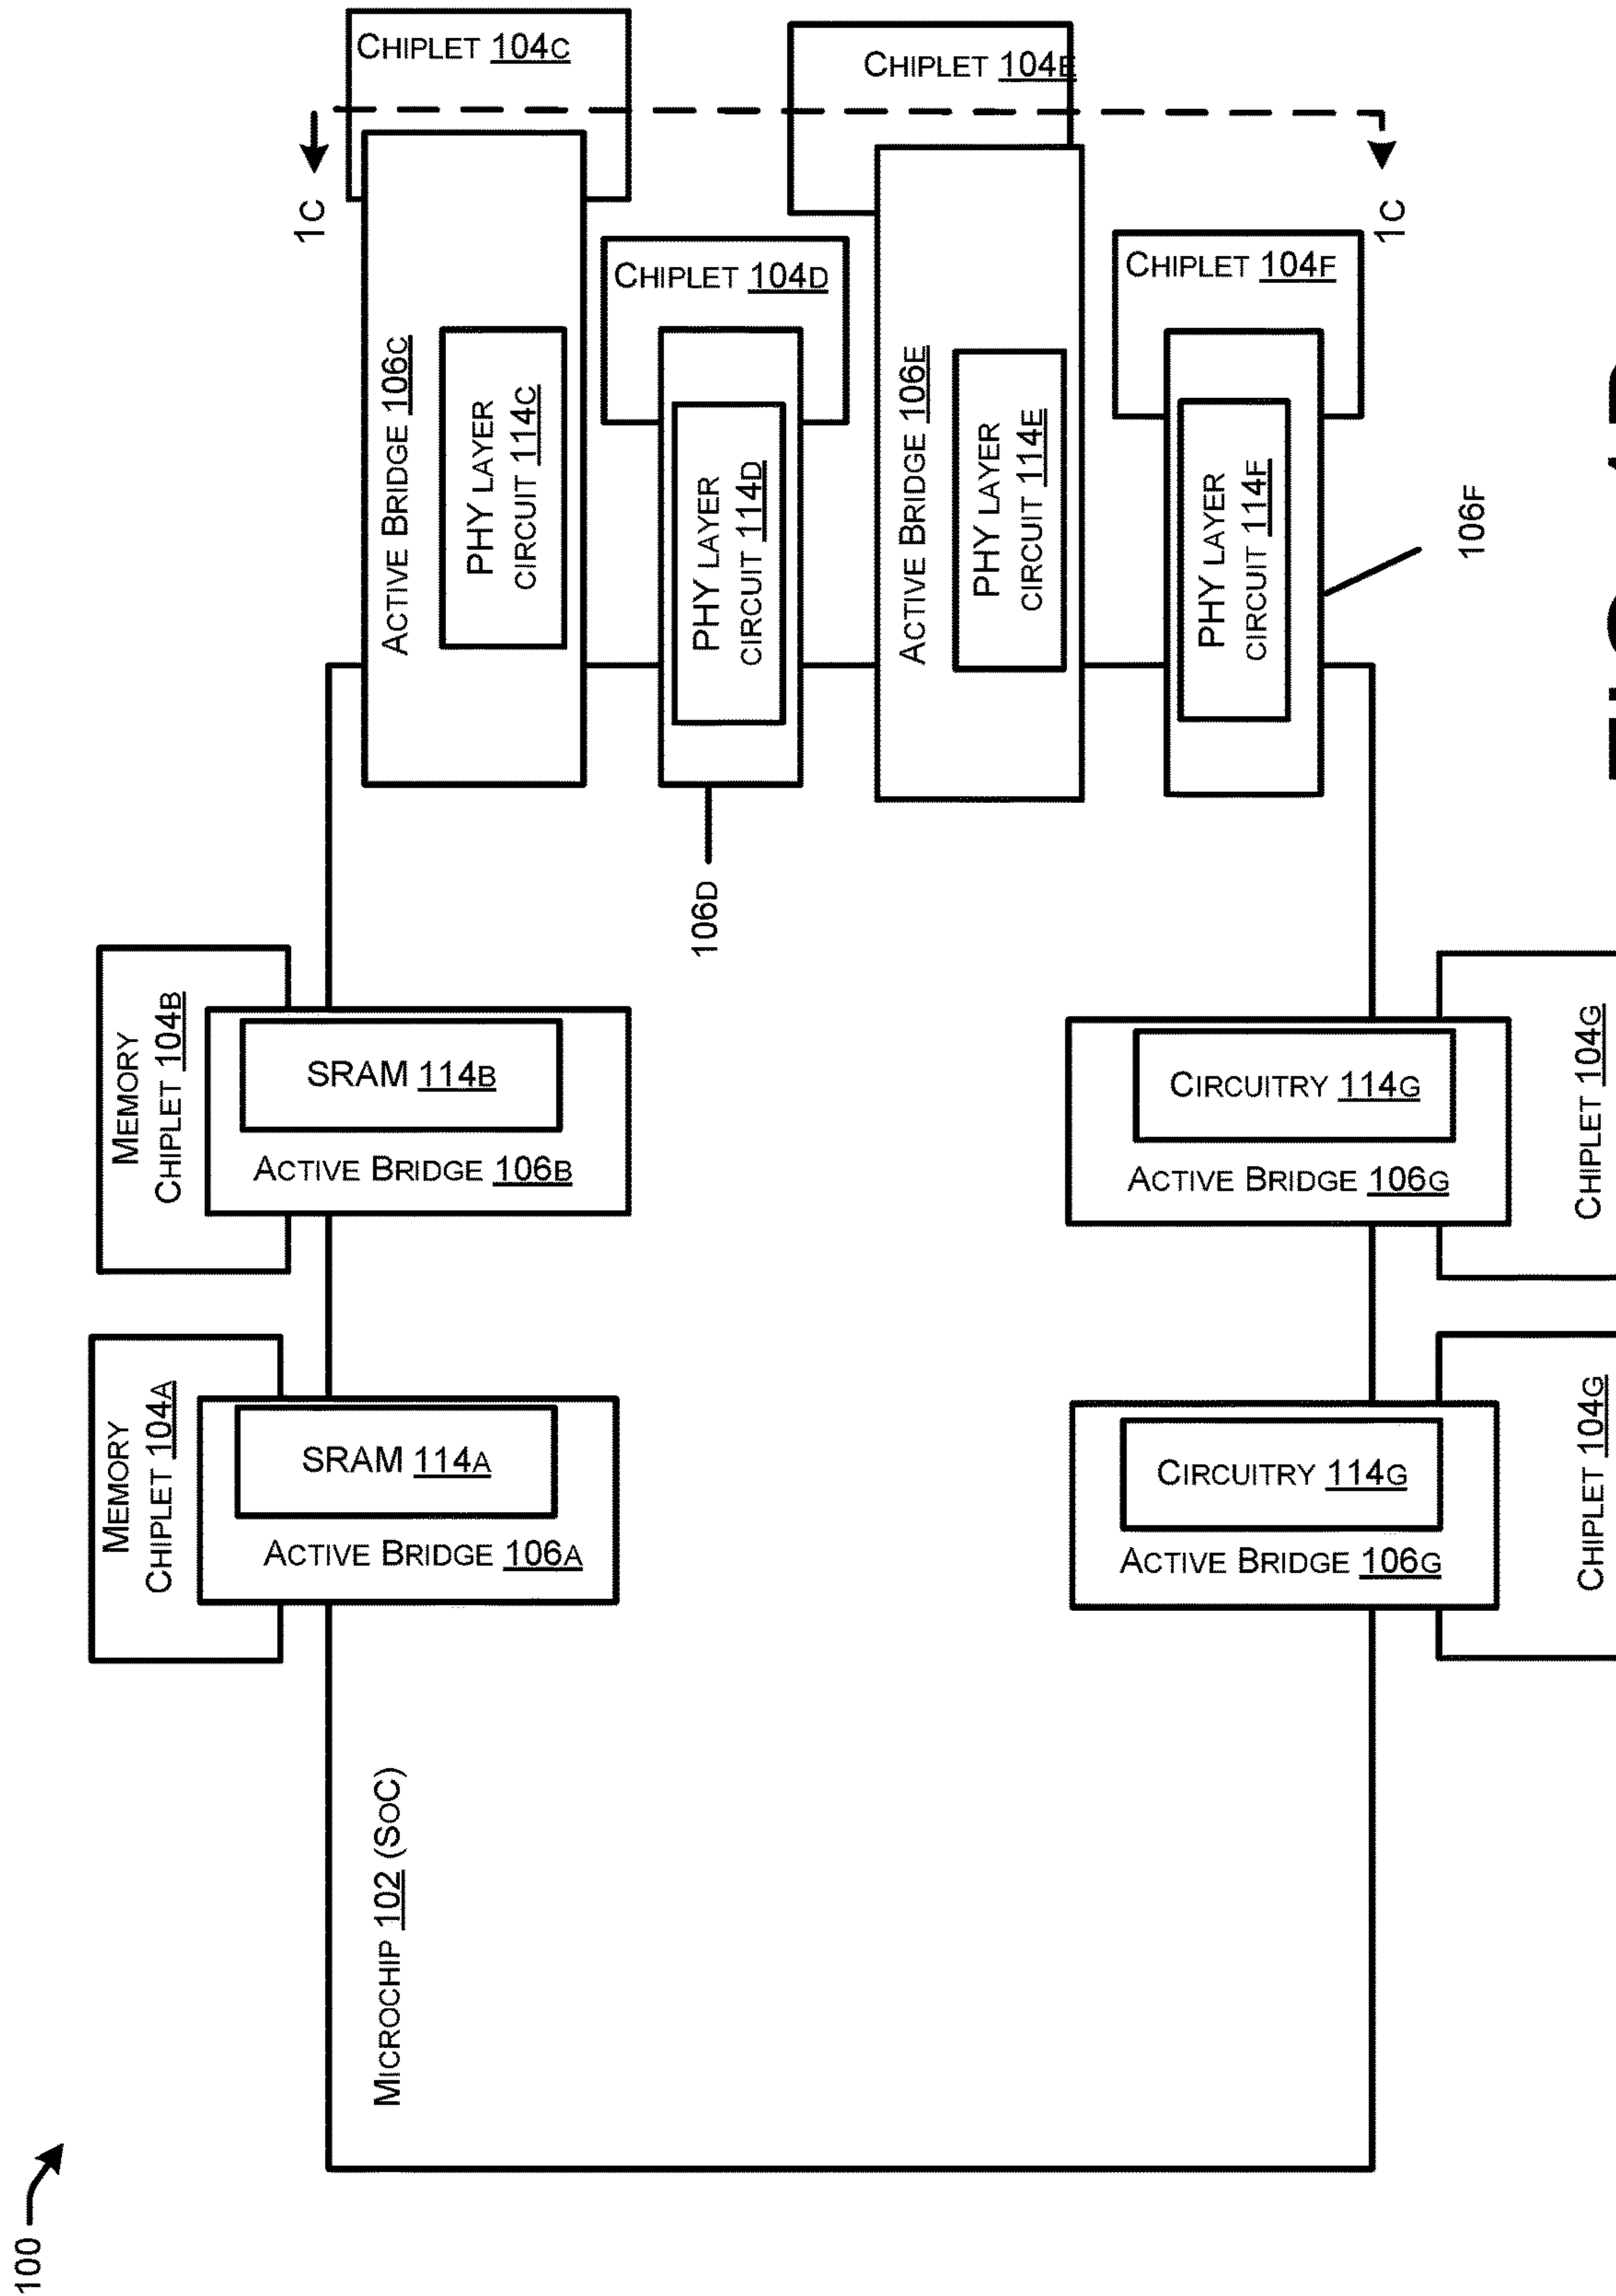 100
MICROCHIP 102 (SOC)
MEMORY
CHIPLET 104A
SRAM 114A
ACTIVE BRIDGE 106A
MEMORY
CHIPLET 104B
SRAM 114B
ACTIVE BRIDGE 106B
CHIPLET 104C
1C
ACTIVE BRIDGE 106C
PHY LAYER
CIRCUIT 114C
CHIPLET 104D
PHY LAYER
CIRCUIT 114D
106D
CHIPLET 104E
ACTIVE BRIDGE 106E
PHY LAYER
CIRCUIT 114E
CHIPLET 104F
1C
PHY LAYER
CIRCUIT 114F
106F
CIRCUITRY 114G
ACTIVE BRIDGE 106G
CHIPLET 104G
CIRCUITRY 114G
ACTIVE BRIDGE 106G
CHIPLET 104G